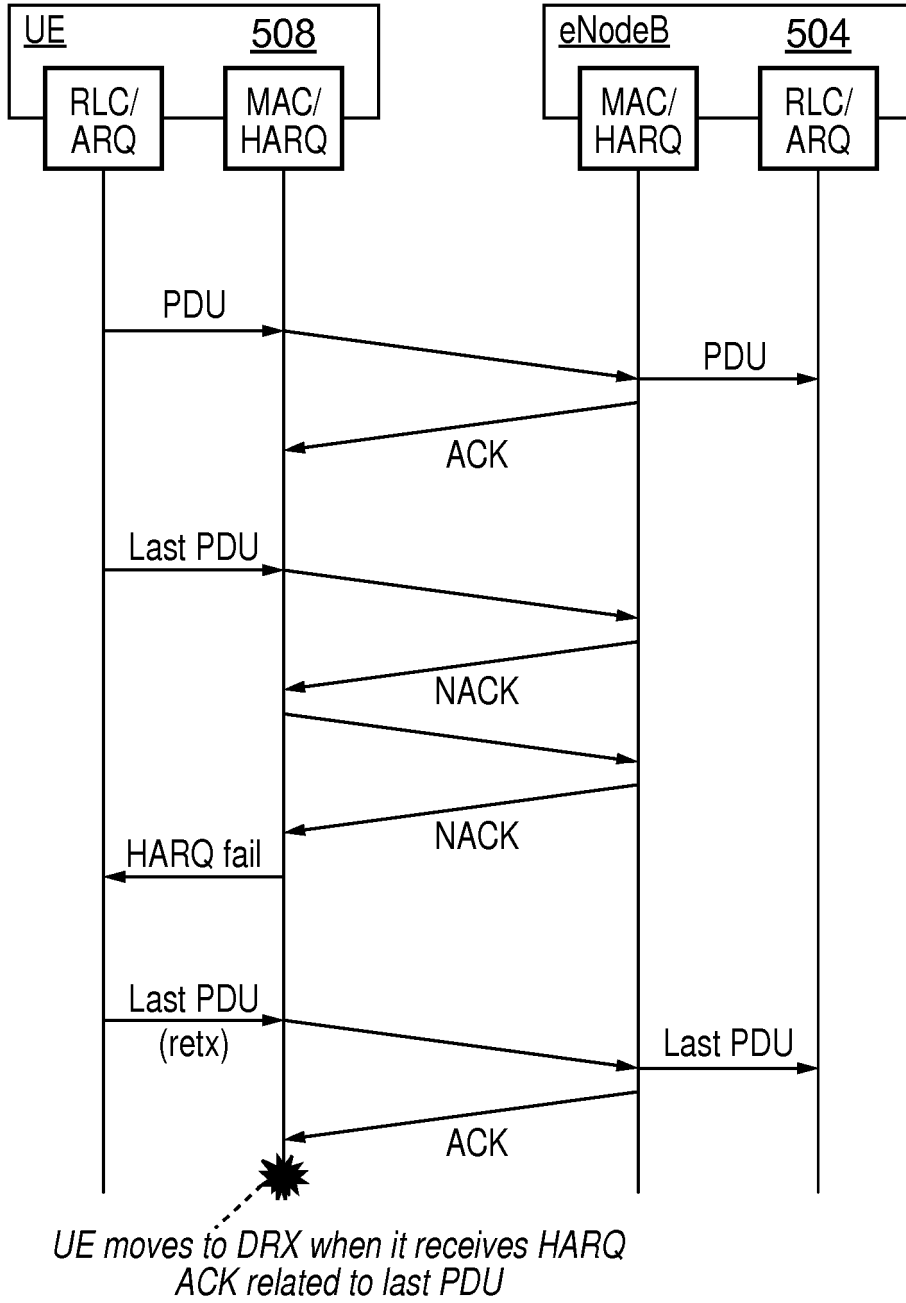 UE 508 eNodeB 504
RLC/ MAC/ MAC/ RLC/
ARQ HARQ HARQ ARQ
PDU
PDU
ACK
Last PDU
NACK
NACK
HARQ fail
Last PDU
(retx)
Last PDU
ACK
UE moves to DRX when it receives HARQ
ACK related to last PDU